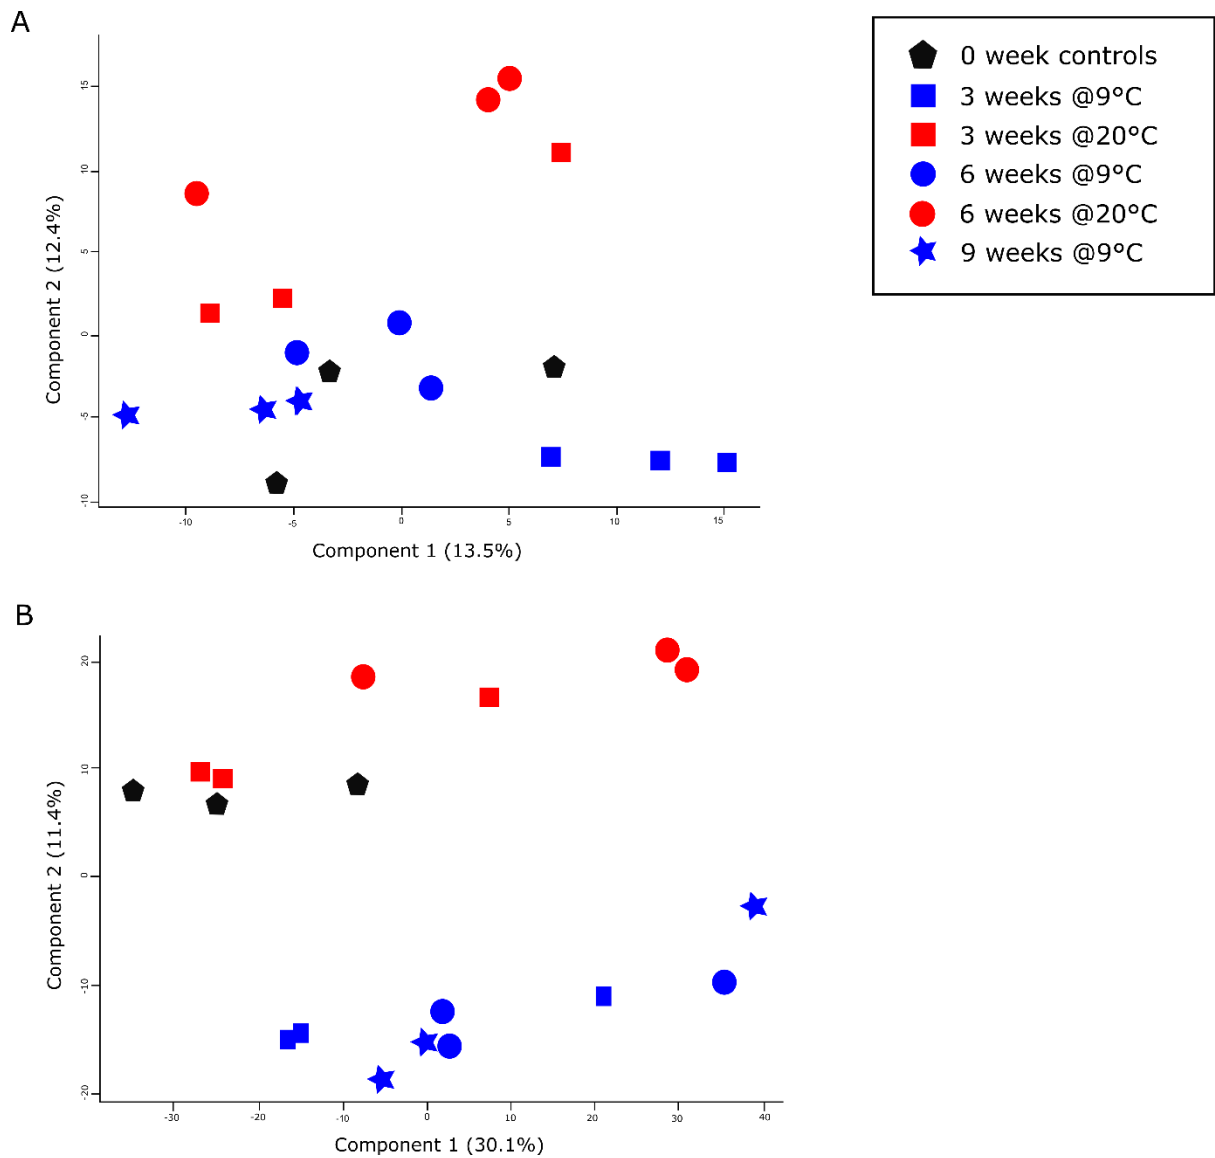 A
15
10
5
0
-5
-10
Component 2 (12.4%)
-10
-5
0
5
10
15
Component 1 (13.5%)
0 week controls
3 weeks @9°C
3 weeks @20°C
6 weeks @9°C
6 weeks @20°C
9 weeks @9°C
B
20
10
0
-10
-20
Component 2 (11.4%)
-30
-20
-10
0
10
20
30
40
Component 1 (30.1%)